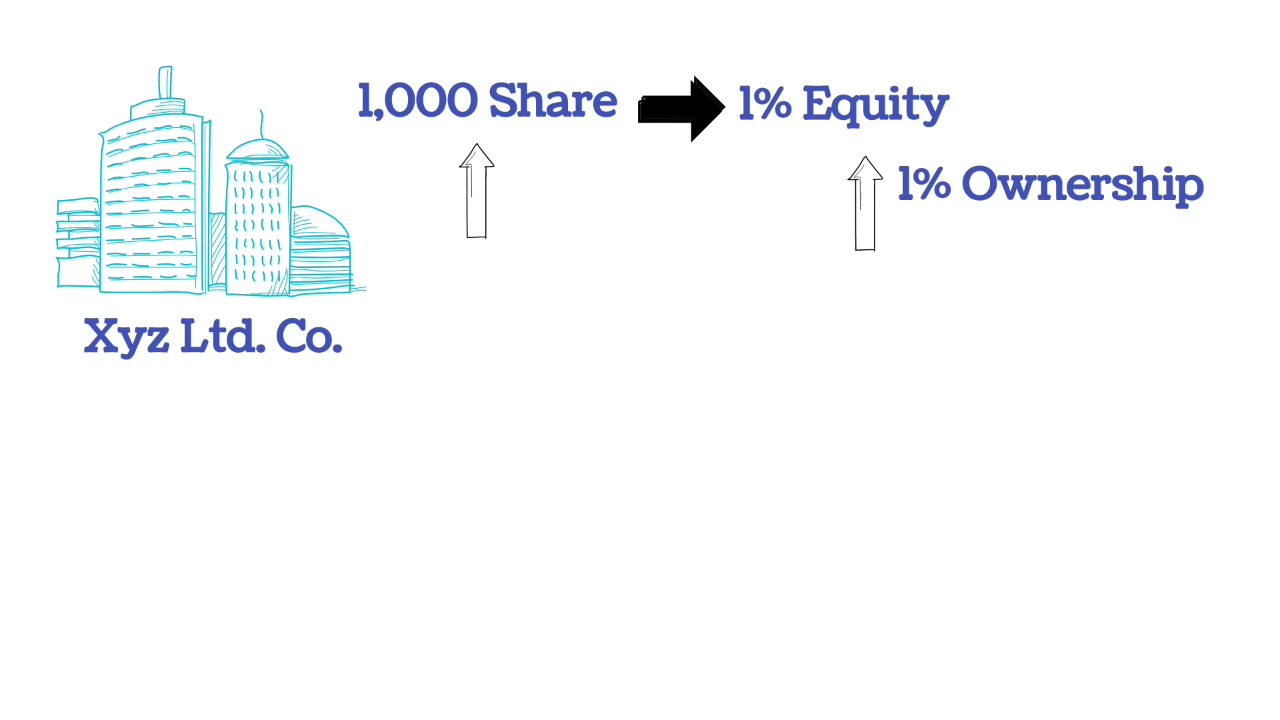 1,000 Share
1% Equity
1% Ownership
Xyz Ltd. Co.